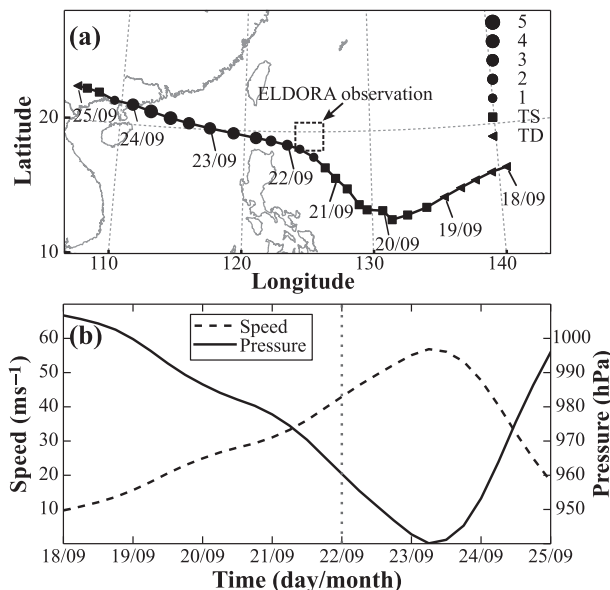 (a)
5
4
3
2
1
TS
TD
ELDORA observation
Latitude
20
10
25/09
24/09
23/09
22/09
21/09
20/09
19/09
18/09
110
120
130
140
Longitude
(b)
Speed
Pressure
Speed (ms⁻¹)
60
50
40
30
20
10
1000
990
980
970
960
950
Pressure (hPa)
18/09 19/09 20/09 21/09 22/09 23/09 24/09 25/09
Time (day/month)